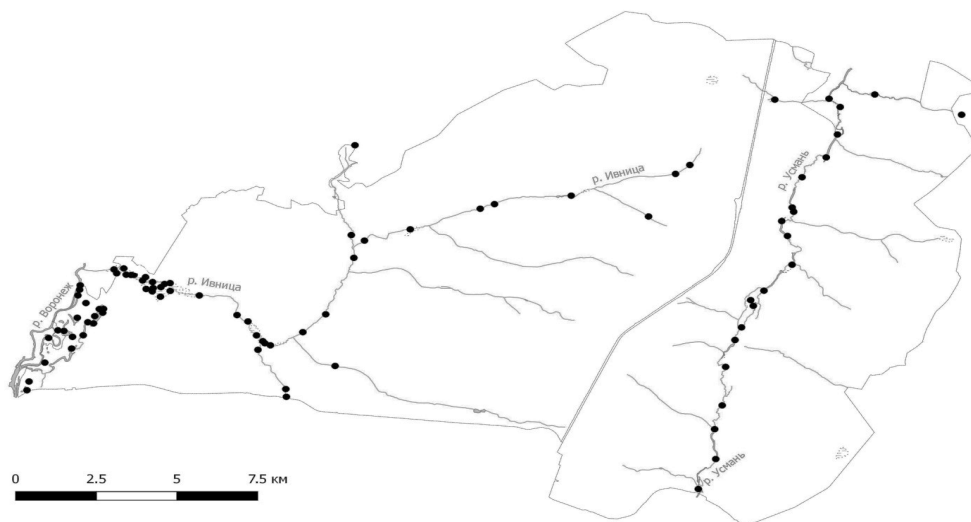 р. Ивница
р. Усмань
р. Ивница
р. Воронеж
р. Усмань
0 2.5 5 7.5 км